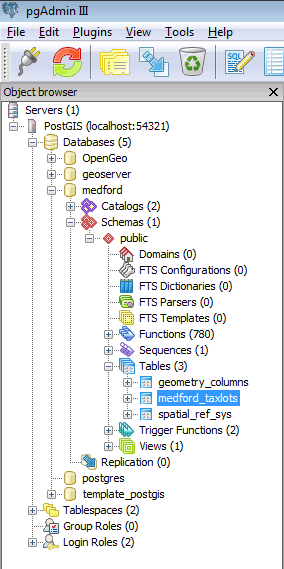 pgAdmin III
File Edit Plugins View Tools Help
SQL
Object browser
Servers (1)
PostGIS (localhost:54321)
Databases (5)
OpenGeo
geoserver
medford
Catalogs (2)
Schemas (1)
public
Domains (0)
FTS Configurations (0)
FTS Dictionaries (0)
FTS Parsers (0)
FTS Templates (0)
Functions (780)
Sequences (1)
Tables (3)
geometry_columns
medford_taxlots
spatial_ref_sys
Trigger Functions (2)
Views (1)
Replication (0)
postgres
template_postgis
Tablespaces (2)
Group Roles (0)
Login Roles (2)